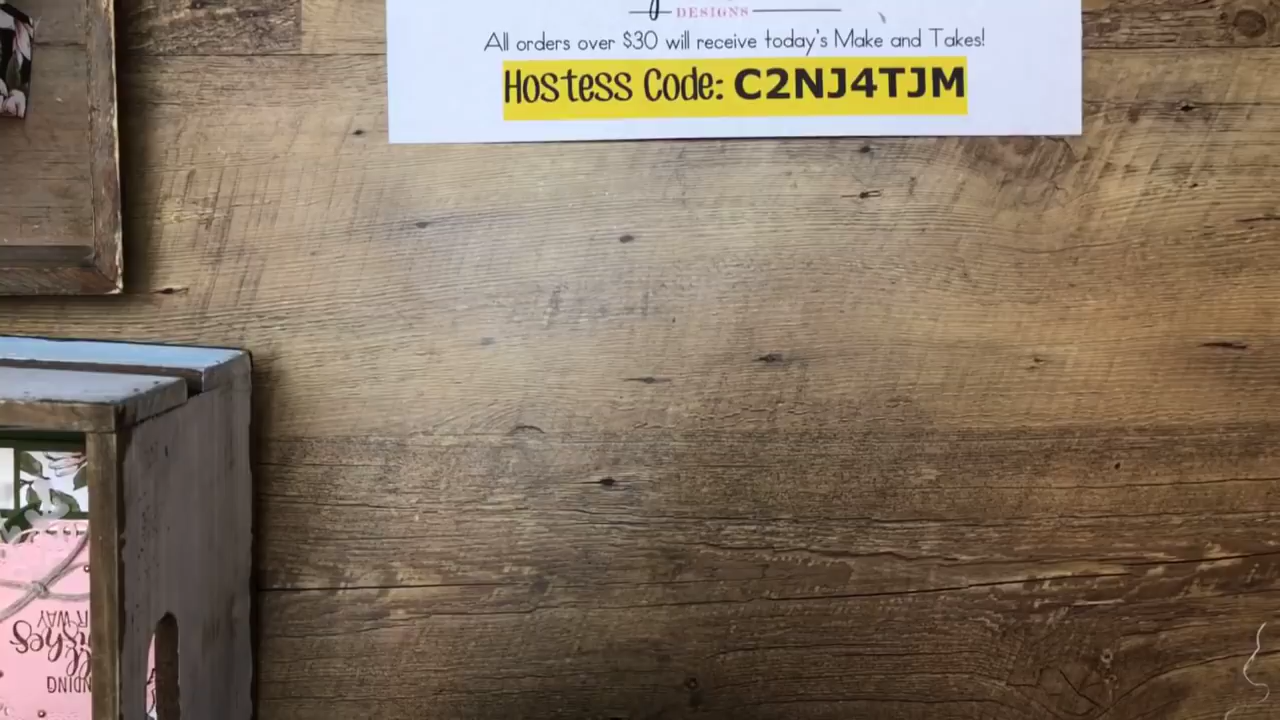 DESIGNS
All orders over $30 will receive today's Make and Takes!
Hostess Code: C2NJ4TJM